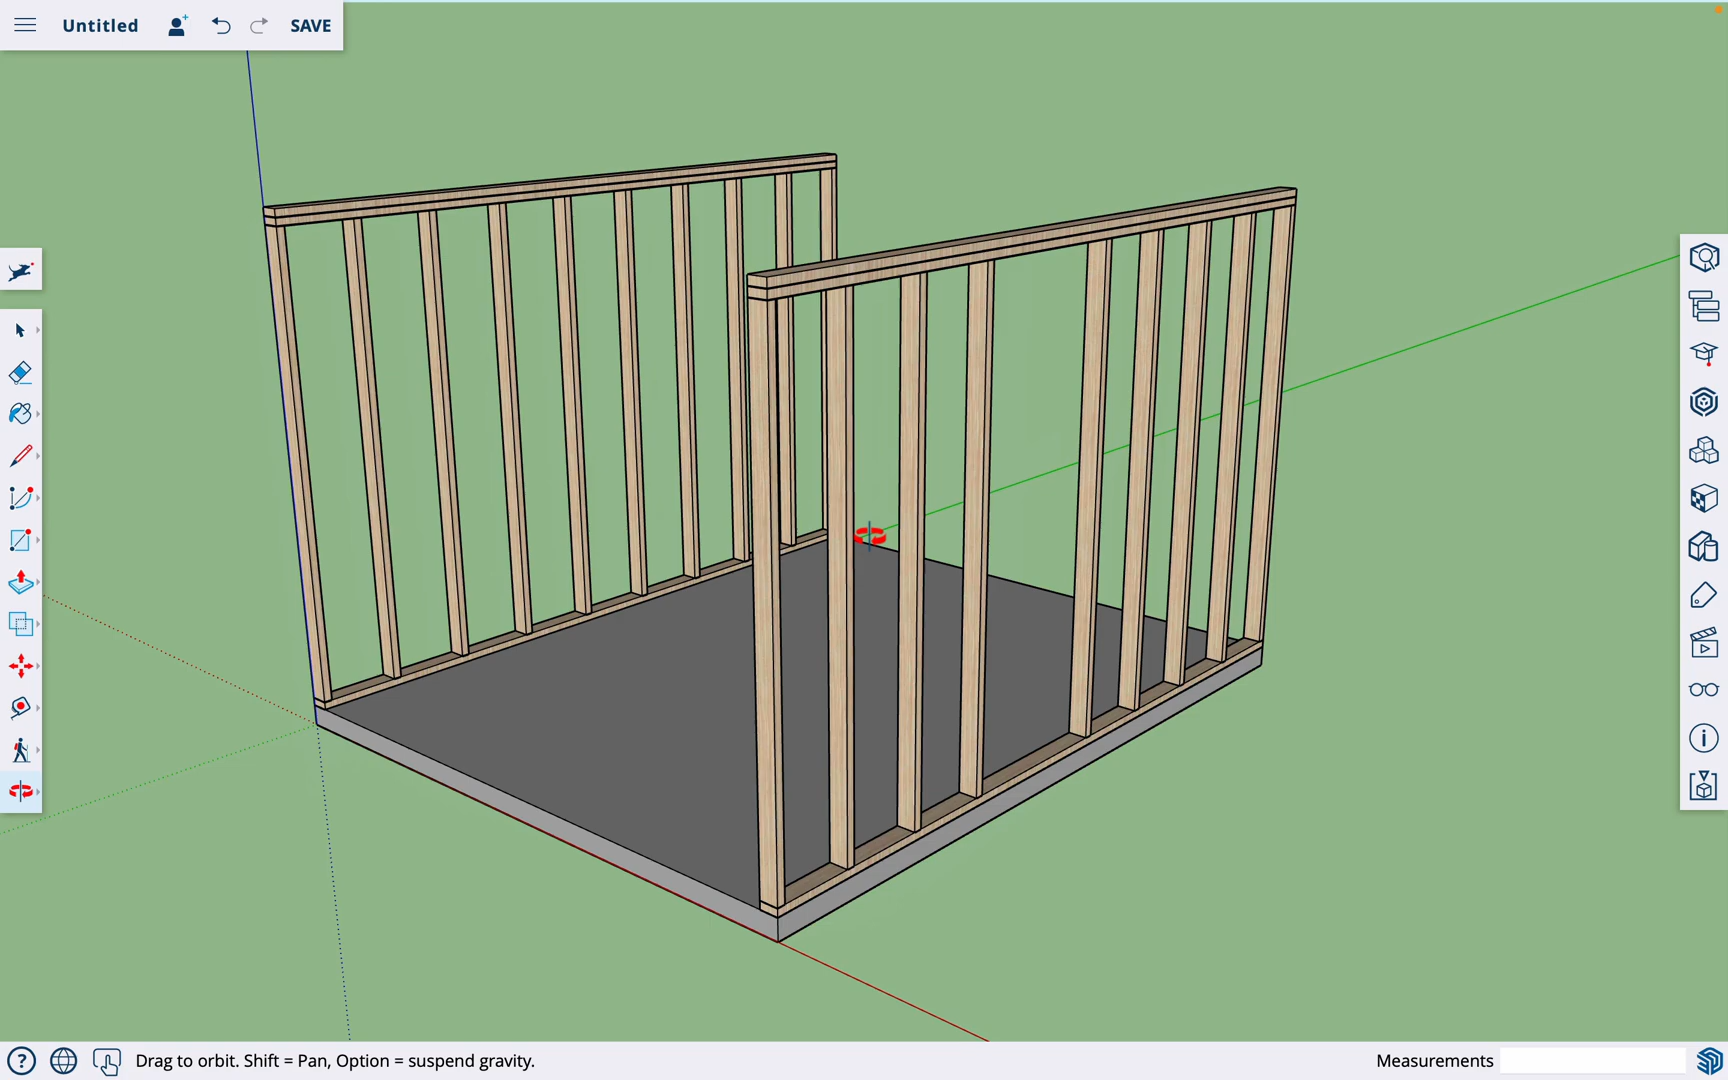 Untitled
SAVE
Drag to orbit. Shift = Pan, Option = suspend gravity.
Measurements